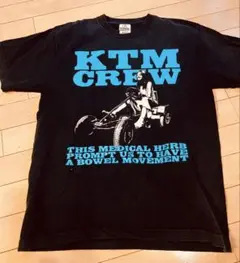 KTM
CREW
THIS MEDICAL HERB
PROMPT US TO HAVE
A BOWEL MOVEMENT